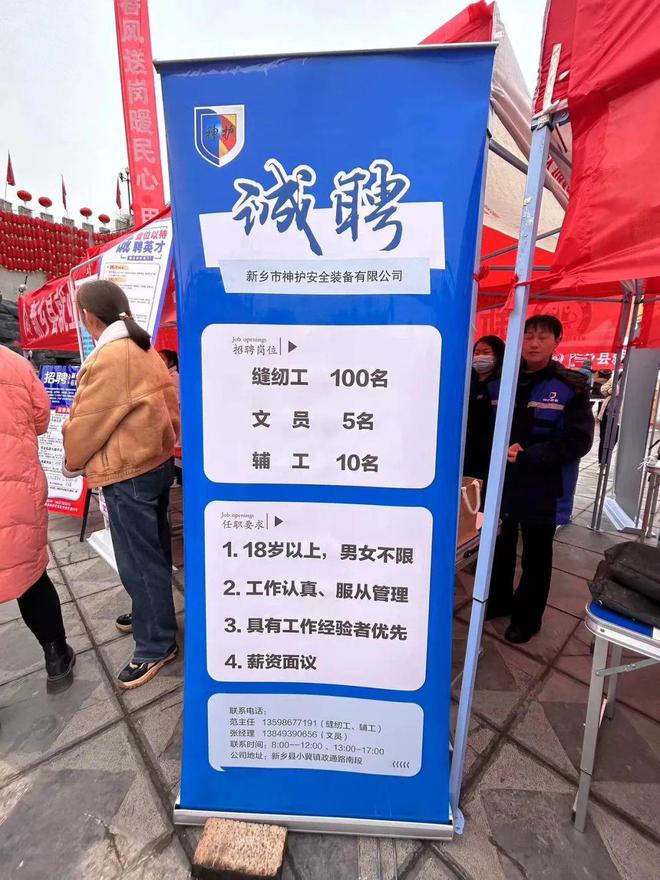 春风送岗暖民心
神护
诚聘
新乡市神护安全装备有限公司
Job openings
招聘岗位
缝纫工 100名
文员 5名
辅工 10名
Job openings
任职要求
1. 18岁以上，男女不限
2. 工作认真、服从管理
3. 具有工作经验者优先
4. 薪资面议
联系电话：
范主任 13598677191（缝纫工、辅工）
张经理 13849390656（文员）
联系时间：8:00--12:00 、13:00-17:00
公司地址：新乡县小冀镇政通路南段
岗位以特
聘英才
招聘